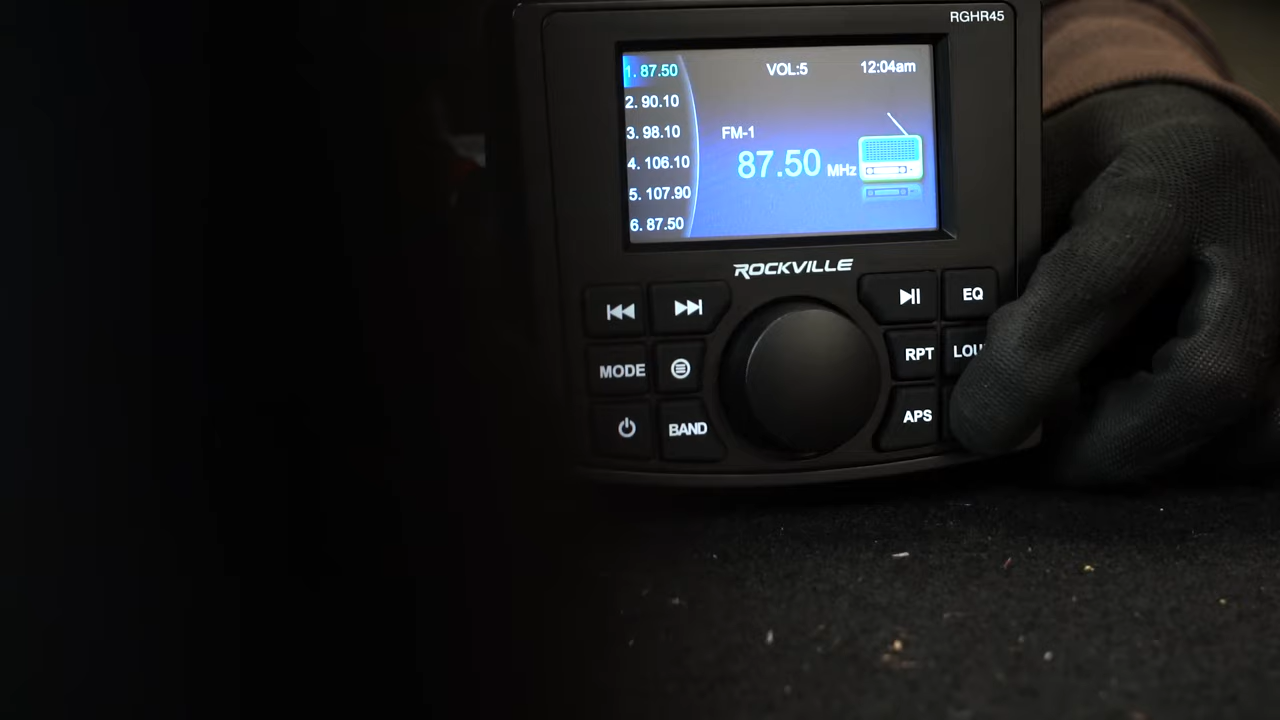 RGHR45
1. 87.50
VOL:5
12:04am
2. 90.10
3. 98.10
FM-1
4. 106.10
87.50 MHz
5. 107.90
6. 87.50
ROCKVILLE
EQ
MODE
RPT
LOU
BAND
APS